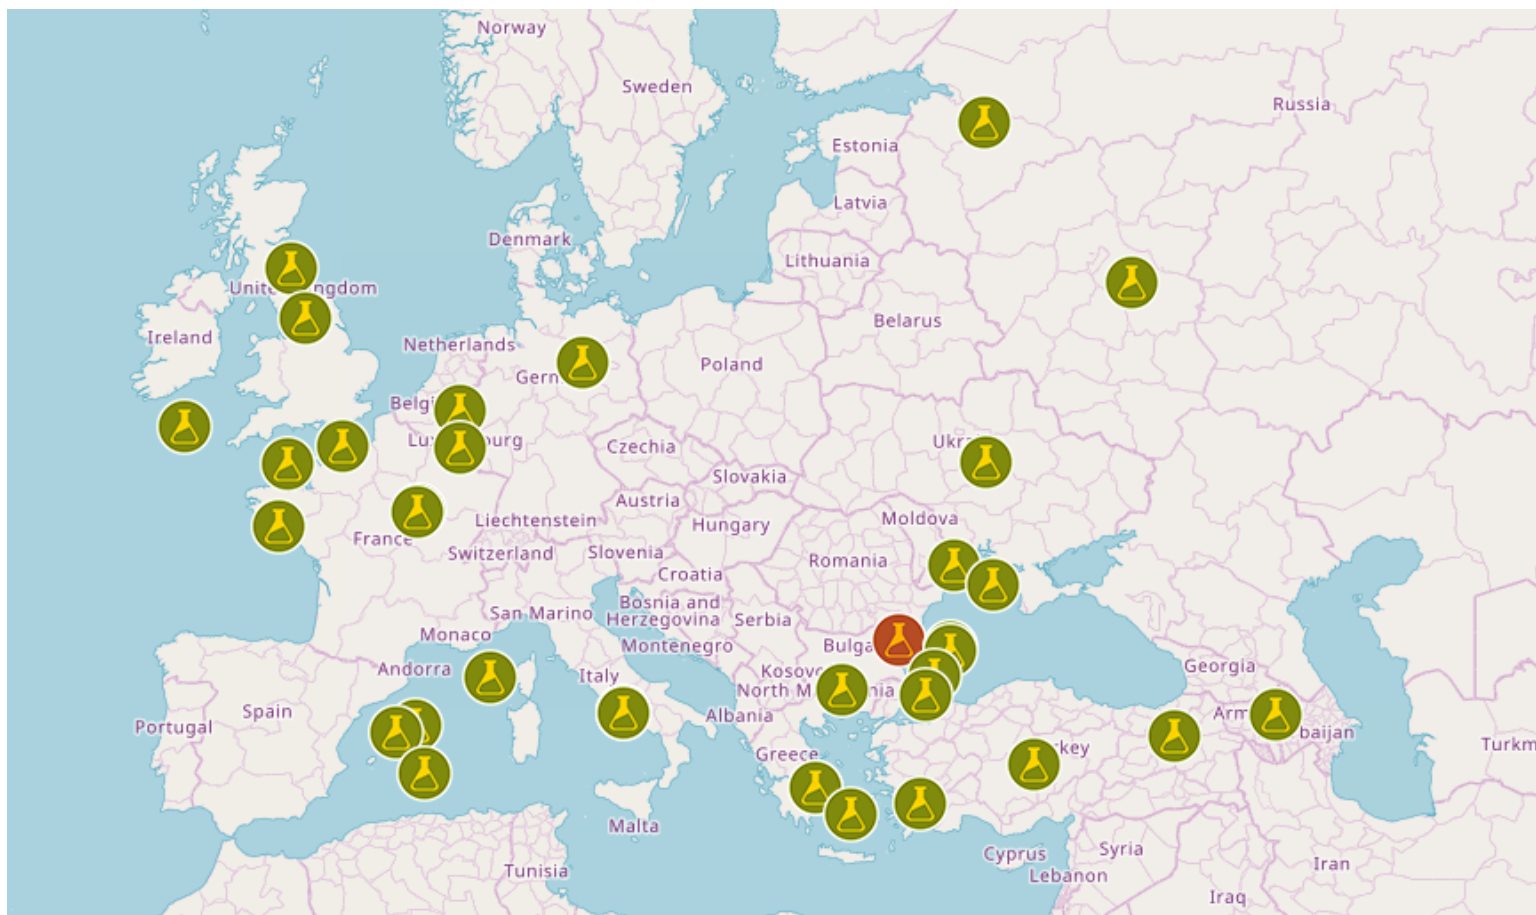 Norway
Sweden
Russia
Estonia
Latvia
Denmark
Lithuania
Ireland
Belarus
Netherlands
Poland
Czechia
Slovakia
Austria
Moldova
Liechtenstein
Hungary
France
Switzerland
Slovenia
Romania
Croatia
Bosnia and
Herzegovina
San Marino
Serbia
Monaco
Montenegro
Georgia
Andorra
Italy
Spain
Albania
Portugal
Greece
Malta
Cyprus
Syria
Iran
Tunisia
Lebanon
Iraq